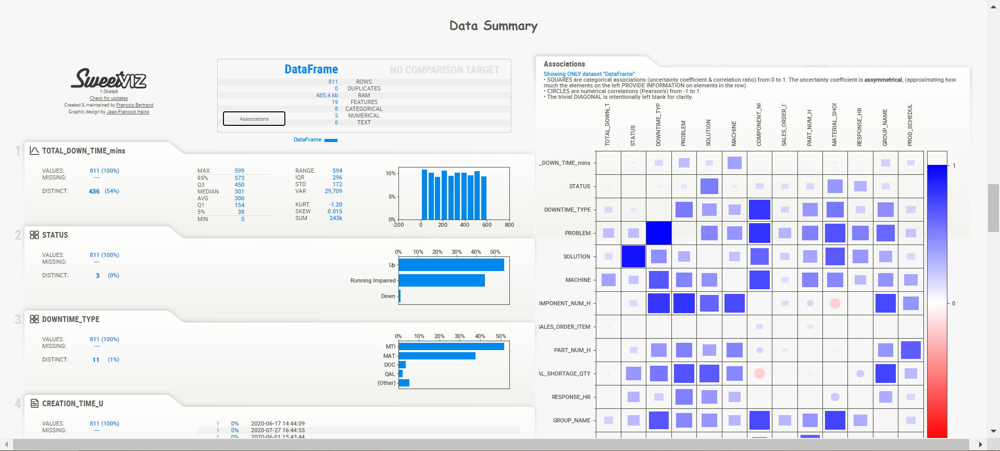 Data Summary
SweetVIZ
1.0beta6
Check for updates
Created & maintained by Francois Bertrand
Graphic design by Jean-Francois Hains
DataFrame NO COMPARISON TARGET
811 ROWS
0 DUPLICATES
485.4 kb RAM
19 FEATURES
8 CATEGORICAL
5 NUMERICAL
6 TEXT
Associations
DataFrame
1 TOTAL_DOWN_TIME_mins
VALUES: 811 (100%)
MISSING: ---
DISTINCT: 436 (54%)
MAX 599
95% 573
Q3 450
MEDIAN 301
AVG 300
Q1 154
5% 38
MIN 5
RANGE 594
IQR 296
STD 172
VAR 29,709
KURT. -1.20
SKEW 0.015
SUM 243k
10%
5%
0%
-200 0 200 400 600 800
2 STATUS
VALUES: 811 (100%)
MISSING: ---
DISTINCT: 3 (0%)
0% 10% 20% 30% 40% 50%
Up
Running Impaired
Down
3 DOWNTIME_TYPE
VALUES: 811 (100%)
MISSING: ---
DISTINCT: 11 (1%)
0% 10% 20% 30% 40% 50%
MTI
MAT
DOC
QAL
(Other)
4 CREATION_TIME_U
VALUES: 811 (100%)
MISSING: ---
1 0% 2020-06-17 14:44:09
1 0% 2020-07-27 16:44:55
1 0% 2020-06-01 15:43:44
Associations
Showing ONLY dataset "DataFrame"
• SQUARES are categorical associations (uncertainty coefficient & correlation ratio) from 0 to 1. The uncertainty coefficient is assymmetrical, (approximating how
much the elements on the left PROVIDE INFORMATION on elements in the row).
• CIRCLES are numerical correlations (Pearson's) from -1 to 1.
• The trivial DIAGONAL is intentionally left blank for clarity.
TOTAL_DOWN_T
STATUS
DOWNTIME_TYP
PROBLEM
SOLUTION
MACHINE
COMPONENT_N
SALES_ORDER_
PART_NUM_H
MATERIAL_SHO
RESPONSE_HR
GROUP_NAME
PROD_SCHEDUL
_DOWN_TIME_mins
STATUS
DOWNTIME_TYPE
PROBLEM
SOLUTION
MACHINE
OMPONENT_NUM_H
SALES_ORDER_ITEM
PART_NUM_H
AL_SHORTAGE_QTY
RESPONSE_HR
GROUP_NAME
1
0